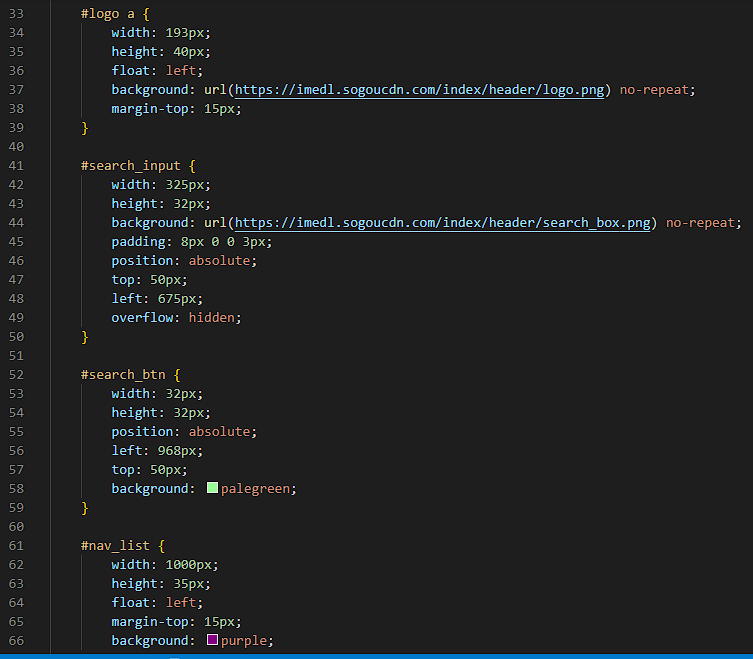 33 #logo a {
34 width: 193px;
35 height: 40px;
36 float: left;
37 background: url(https://imedl.sogoucdn.com/index/header/logo.png) no-repeat;
38 margin-top: 15px;
39 }
40
41 #search_input {
42 width: 325px;
43 height: 32px;
44 background: url(https://imedl.sogoucdn.com/index/header/search_box.png) no-repeat;
45 padding: 8px 0 0 3px;
46 position: absolute;
47 top: 50px;
48 left: 675px;
49 overflow: hidden;
50 }
51
52 #search_btn {
53 width: 32px;
54 height: 32px;
55 position: absolute;
56 left: 968px;
57 top: 50px;
58 background: palegreen;
59 }
60
61 #nav_list {
62 width: 1000px;
63 height: 35px;
64 float: left;
65 margin-top: 15px;
66 background: purple;